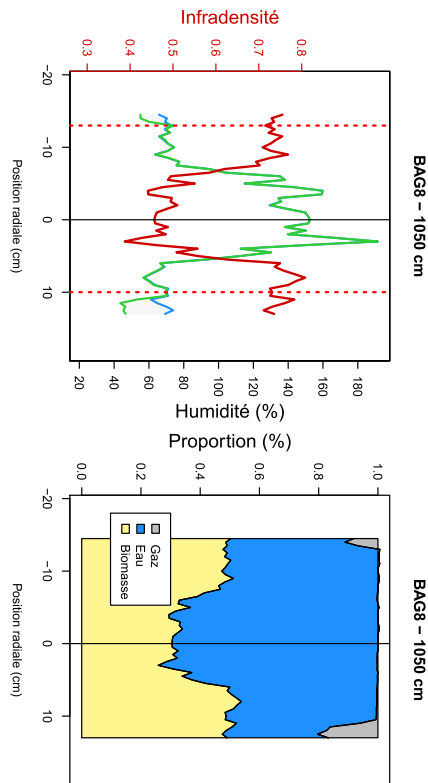 Infradensité
0.3 0.4 0.5 0.6 0.7 0.8
BAG8 − 1050 cm
−20 −10 0 10
Position radiale (cm)
20 40 60 80 100 120 140 160 180
Humidité (%)
Proportion (%)
0.0 0.2 0.4 0.6 0.8 1.0
BAG8 − 1050 cm
Gaz
Eau
Biomasse
−20 −10 0 10
Position radiale (cm)